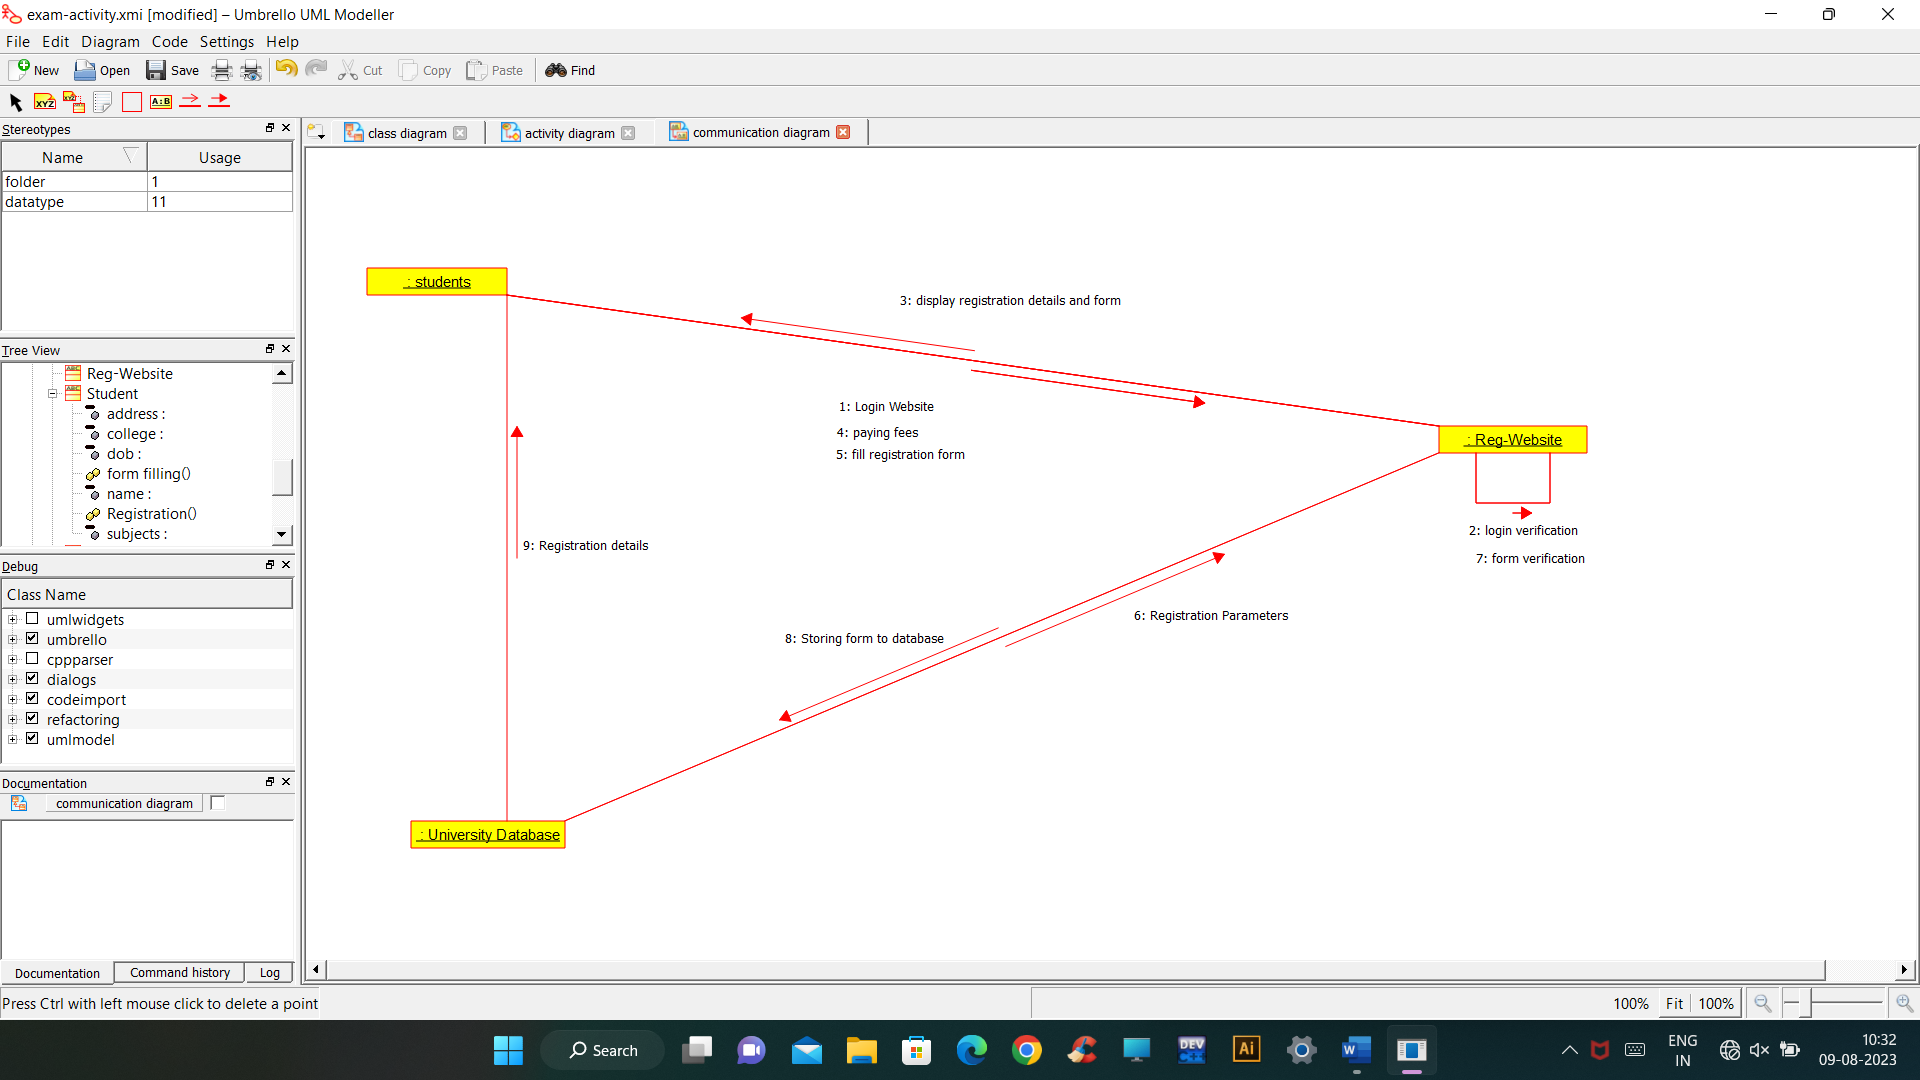 exam-activity.xmi [modified] – Umbrello UML Modeller
File Edit Diagram Code Settings Help
New Open Save Cut Copy Paste Find
XYZ XYZ A:B
Stereotypes
Name Usage
folder 1
datatype 11
Tree View
Reg-Website
Student
address :
college :
dob :
form filling()
name :
Registration()
subjects :
Debug
Class Name
umlwidgets
umbrello
cppparser
dialogs
codeimport
refactoring
umlmodel
Documentation
communication diagram
Documentation Command history Log
class diagram activity diagram communication diagram
: students
3: display registration details and form
1: Login Website
4: paying fees
5: fill registration form
: Reg-Website
2: login verification
7: form verification
9: Registration details
6: Registration Parameters
8: Storing form to database
: University Database
Press Ctrl with left mouse click to delete a point
100% Fit 100%
Search
DEV C++
Ai
ENG
IN
10:32
09-08-2023